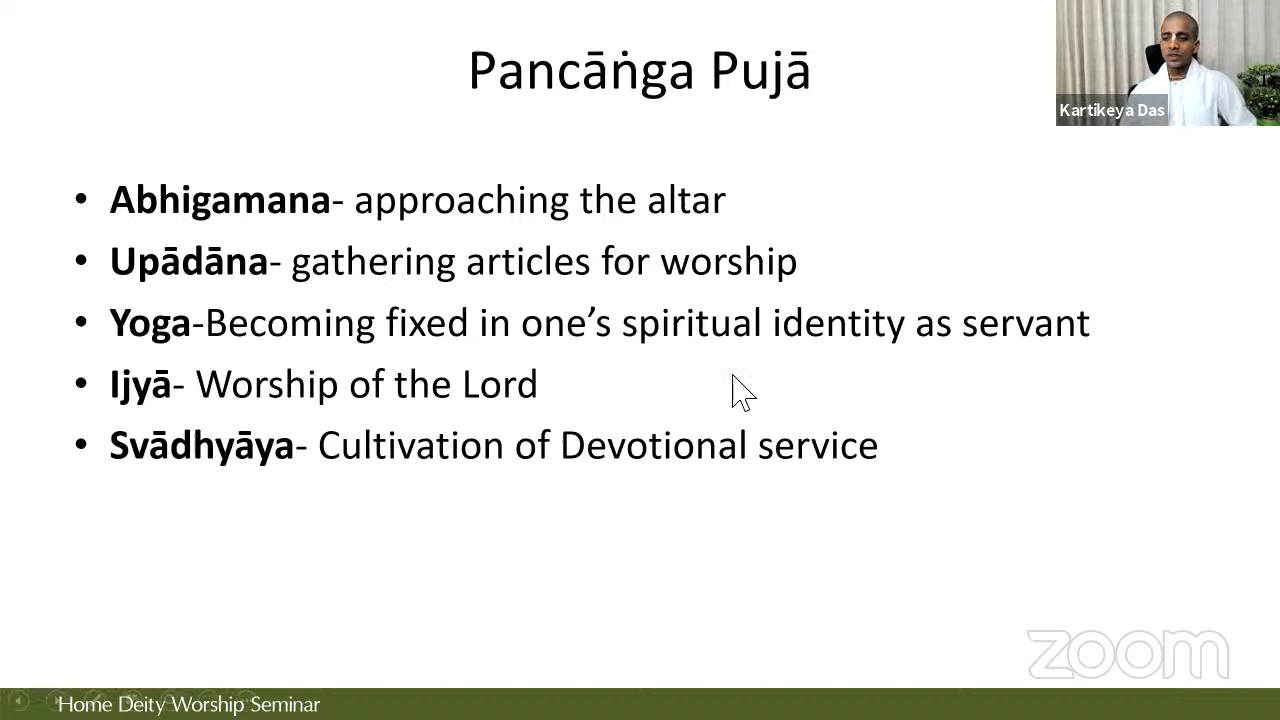 Pancāṅga Pujā
Kartikeya Das
• Abhigamana- approaching the altar
• Upādāna- gathering articles for worship
• Yoga-Becoming fixed in one’s spiritual identity as servant
• Ijyā- Worship of the Lord
• Svādhyāya- Cultivation of Devotional service
zoom
Home Deity Worship Seminar